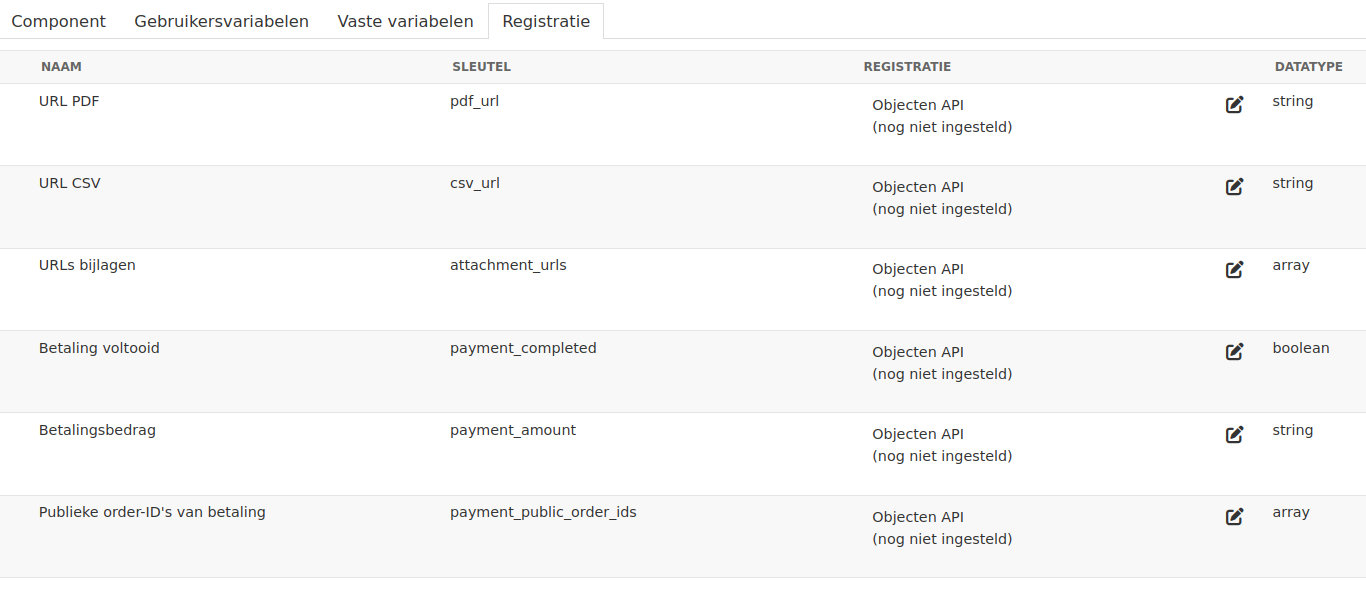 Component Gebruikersvariabelen Vaste variabelen Registratie
NAAM SLEUTEL REGISTRATIE DATATYPE
URL PDF pdf_url Objecten API string
(nog niet ingesteld)
URL CSV csv_url Objecten API string
(nog niet ingesteld)
URLs bijlagen attachment_urls Objecten API array
(nog niet ingesteld)
Betaling voltooid payment_completed Objecten API boolean
(nog niet ingesteld)
Betalingsbedrag payment_amount Objecten API string
(nog niet ingesteld)
Publieke order-ID's van betaling payment_public_order_ids Objecten API array
(nog niet ingesteld)